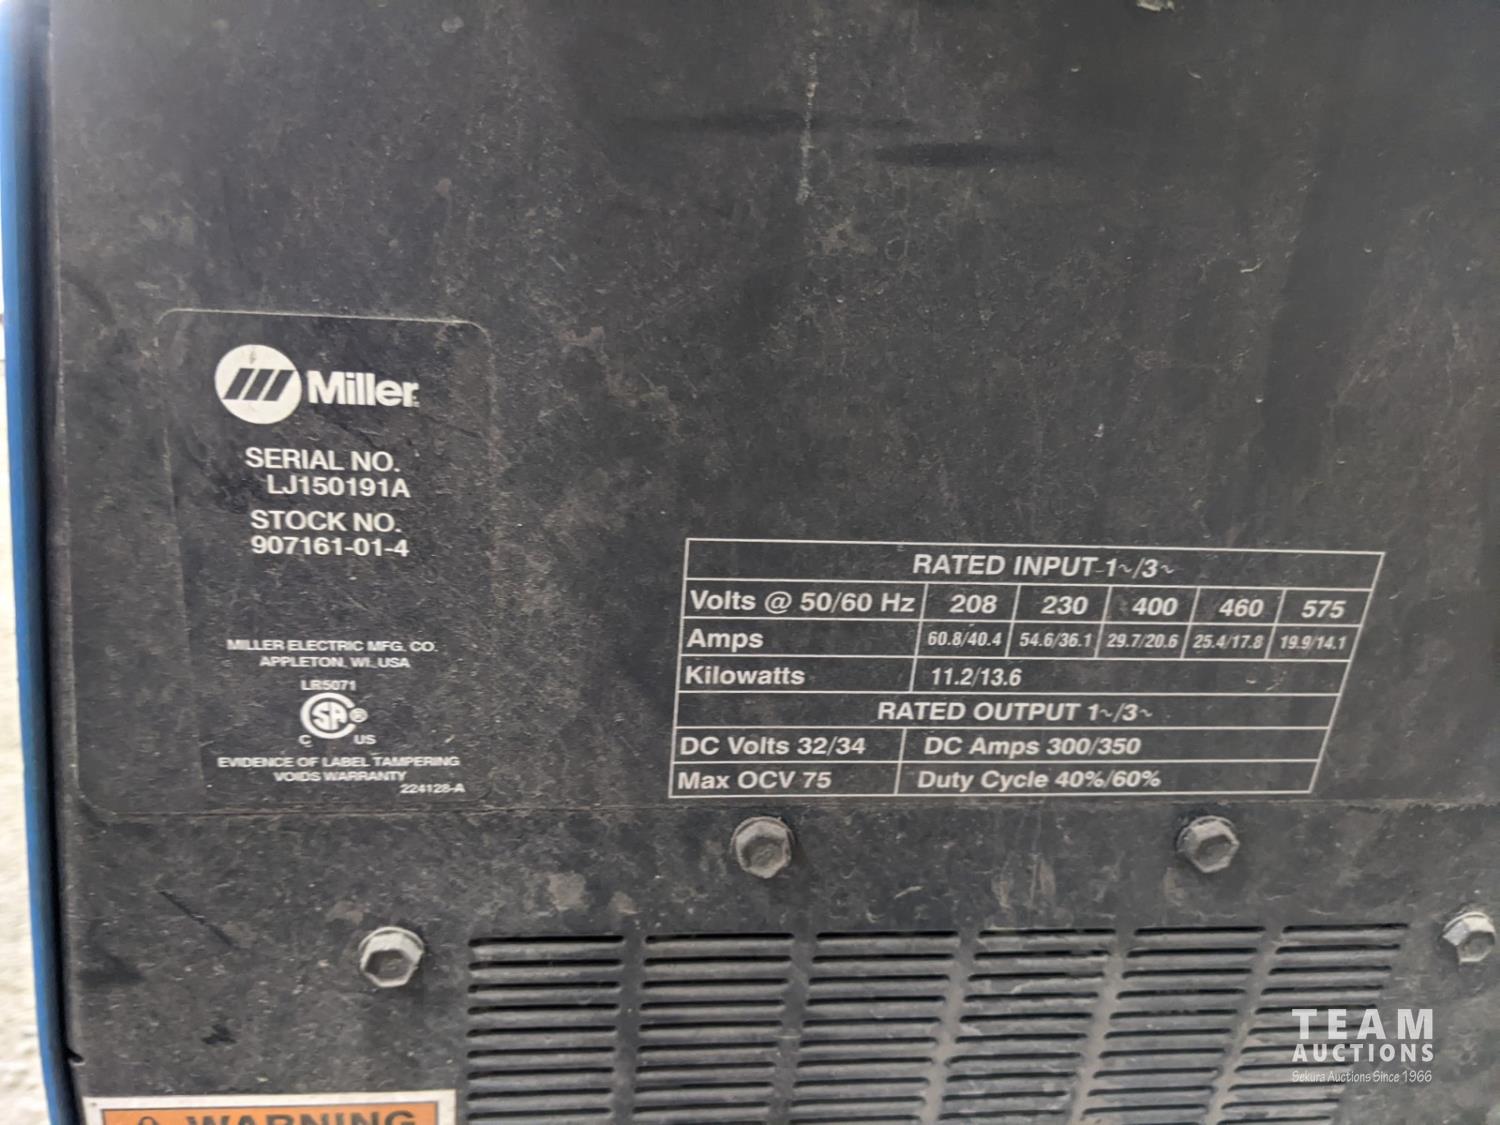 Miller
SERIAL NO.
LJ150191A
STOCK NO.
907161-01-4
MILLER ELECTRIC MFG. CO.
APPLETON, WI. USA
LR5071
SA®
C US
EVIDENCE OF LABEL TAMPERING
VOIDS WARRANTY
224128-A
RATED INPUT 1~/3~
Volts @ 50/60 Hz 208 230 400 460 575
Amps 60.8/40.4 54.6/36.1 29.7/20.6 25.4/17.8 19.9/14.1
Kilowatts 11.2/13.6
RATED OUTPUT 1~/3~
DC Volts 32/34 DC Amps 300/350
Max OCV 75 Duty Cycle 40%/60%
WARNING
TEAM
AUCTIONS
Sekura Auctions Since 1966